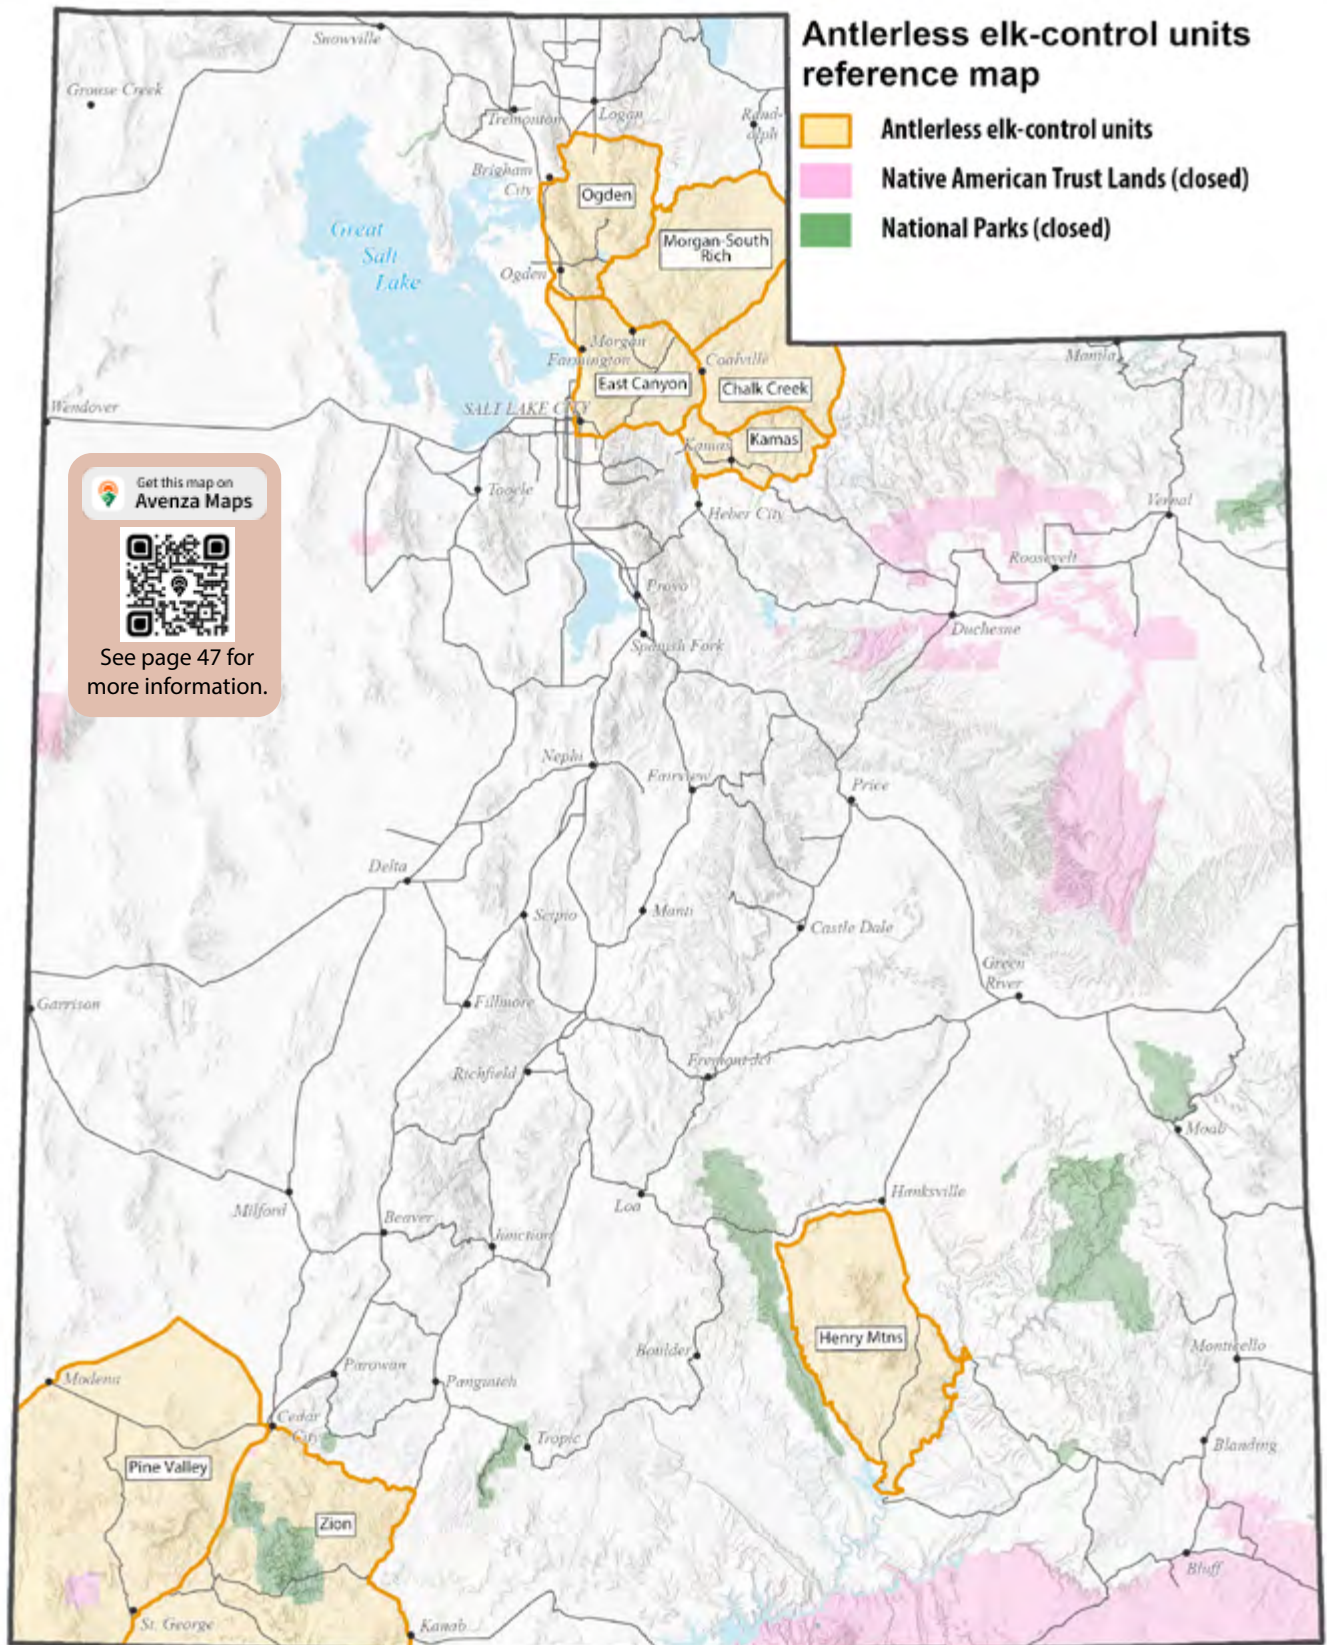 Antlerless elk-control units
reference map
Antlerless elk-control units
Native American Trust Lands (closed)
National Parks (closed)
Snowville
Grouse Creek
Tremonton
Logan
Rand-
olph
Brigham
City
Ogden
Morgan-South
Rich
Great
Salt
Lake
Ogden
Morgan
Farmington
Coalville
East Canyon
Chalk Creek
Manila
Wendover
SALT LAKE CITY
Kamas
Kamas
Get this map on
Avenza Maps
See page 47 for
more information.
Tooele
Heber City
Vernal
Roosevelt
Provo
Duchesne
Spanish Fork
Nephi
Fairview
Price
Delta
Scipio
Manti
Castle Dale
Green
River
Garrison
Fillmore
Fremont Jct
Richfield
Moab
Milford
Loa
Hanksville
Beaver
Junction
Henry Mtns
Boulder
Monticello
Modena
Parowan
Panguitch
Cedar
City
Tropic
Blanding
Pine Valley
Zion
Bluff
St. George
Kanab